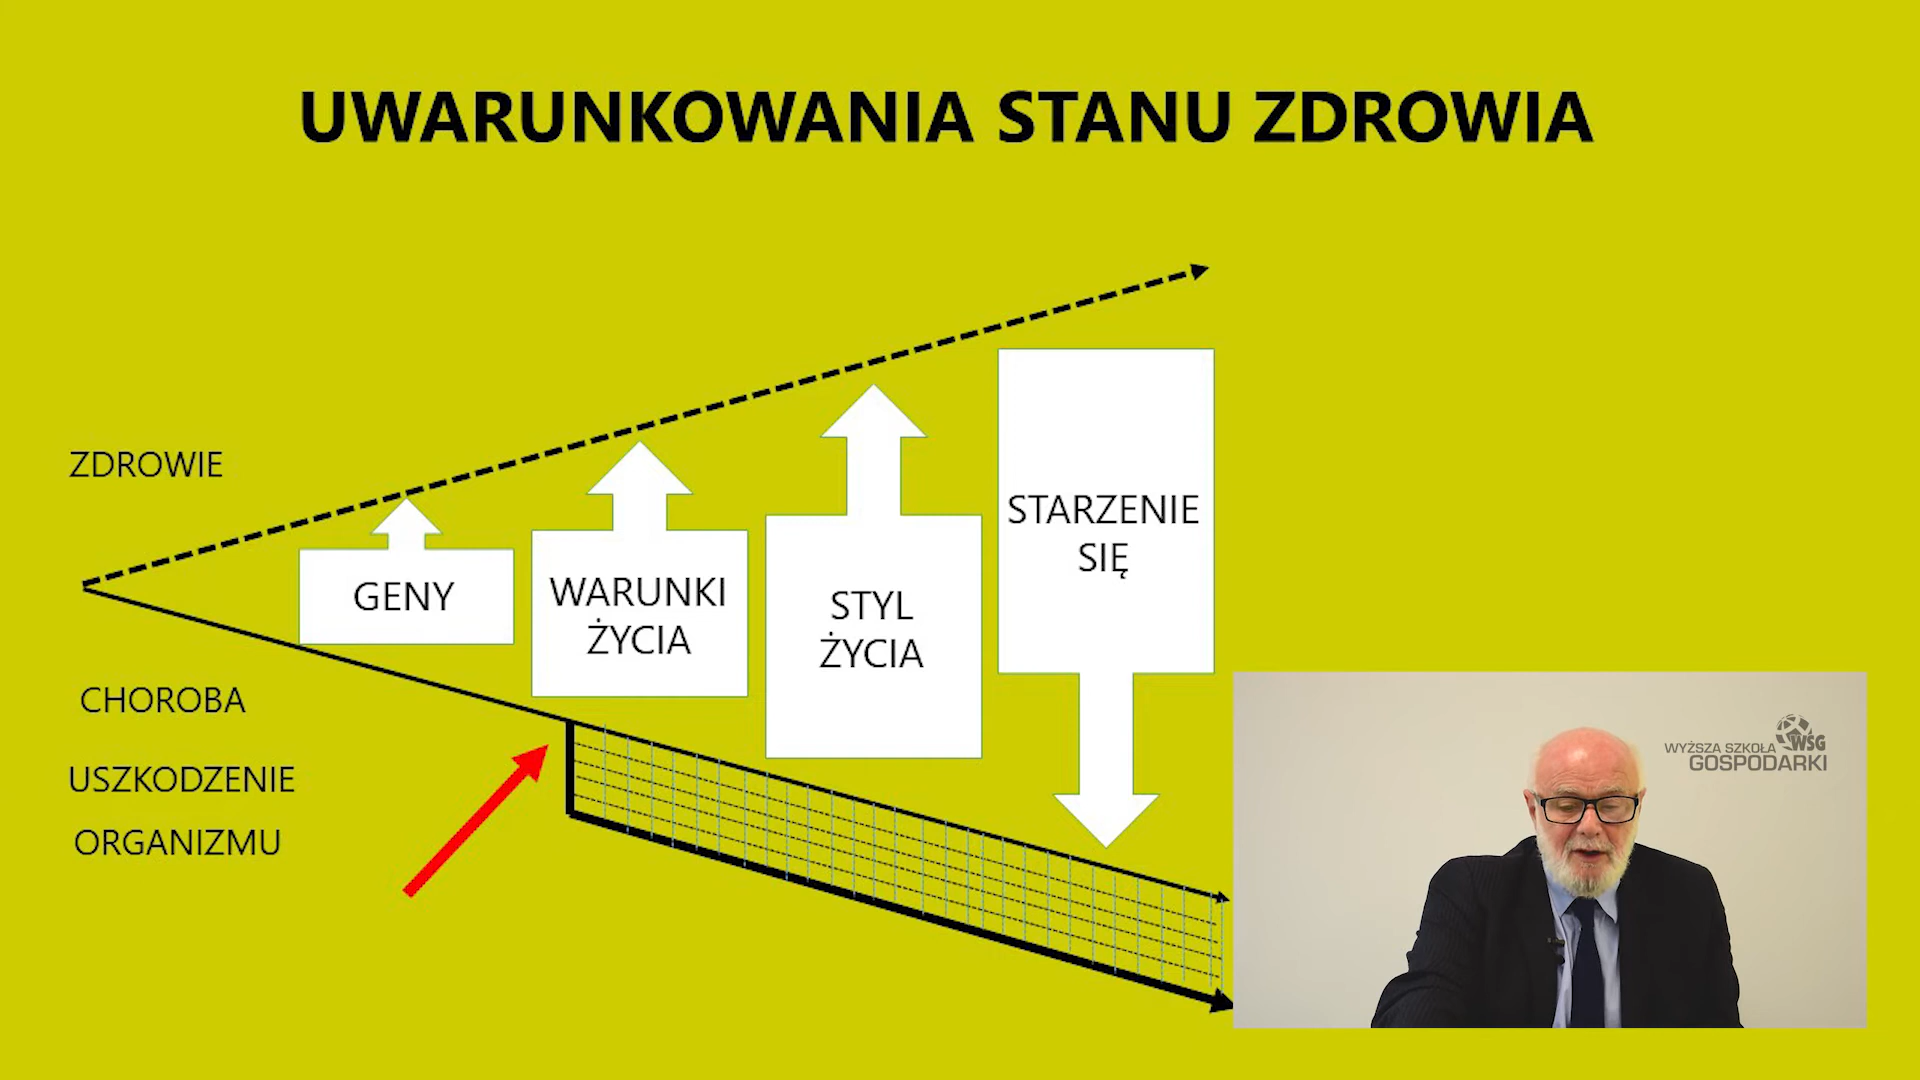 UWARUNKOWANIA STANU ZDROWIA
ZDROWIE
GENY
WARUNKI
ŻYCIA
STYL
ŻYCIA
STARZENIE
SIĘ
CHOROBA
USZKODZENIE
ORGANIZMU
WYŻSZA SZKOŁA WSG
GOSPODARKI